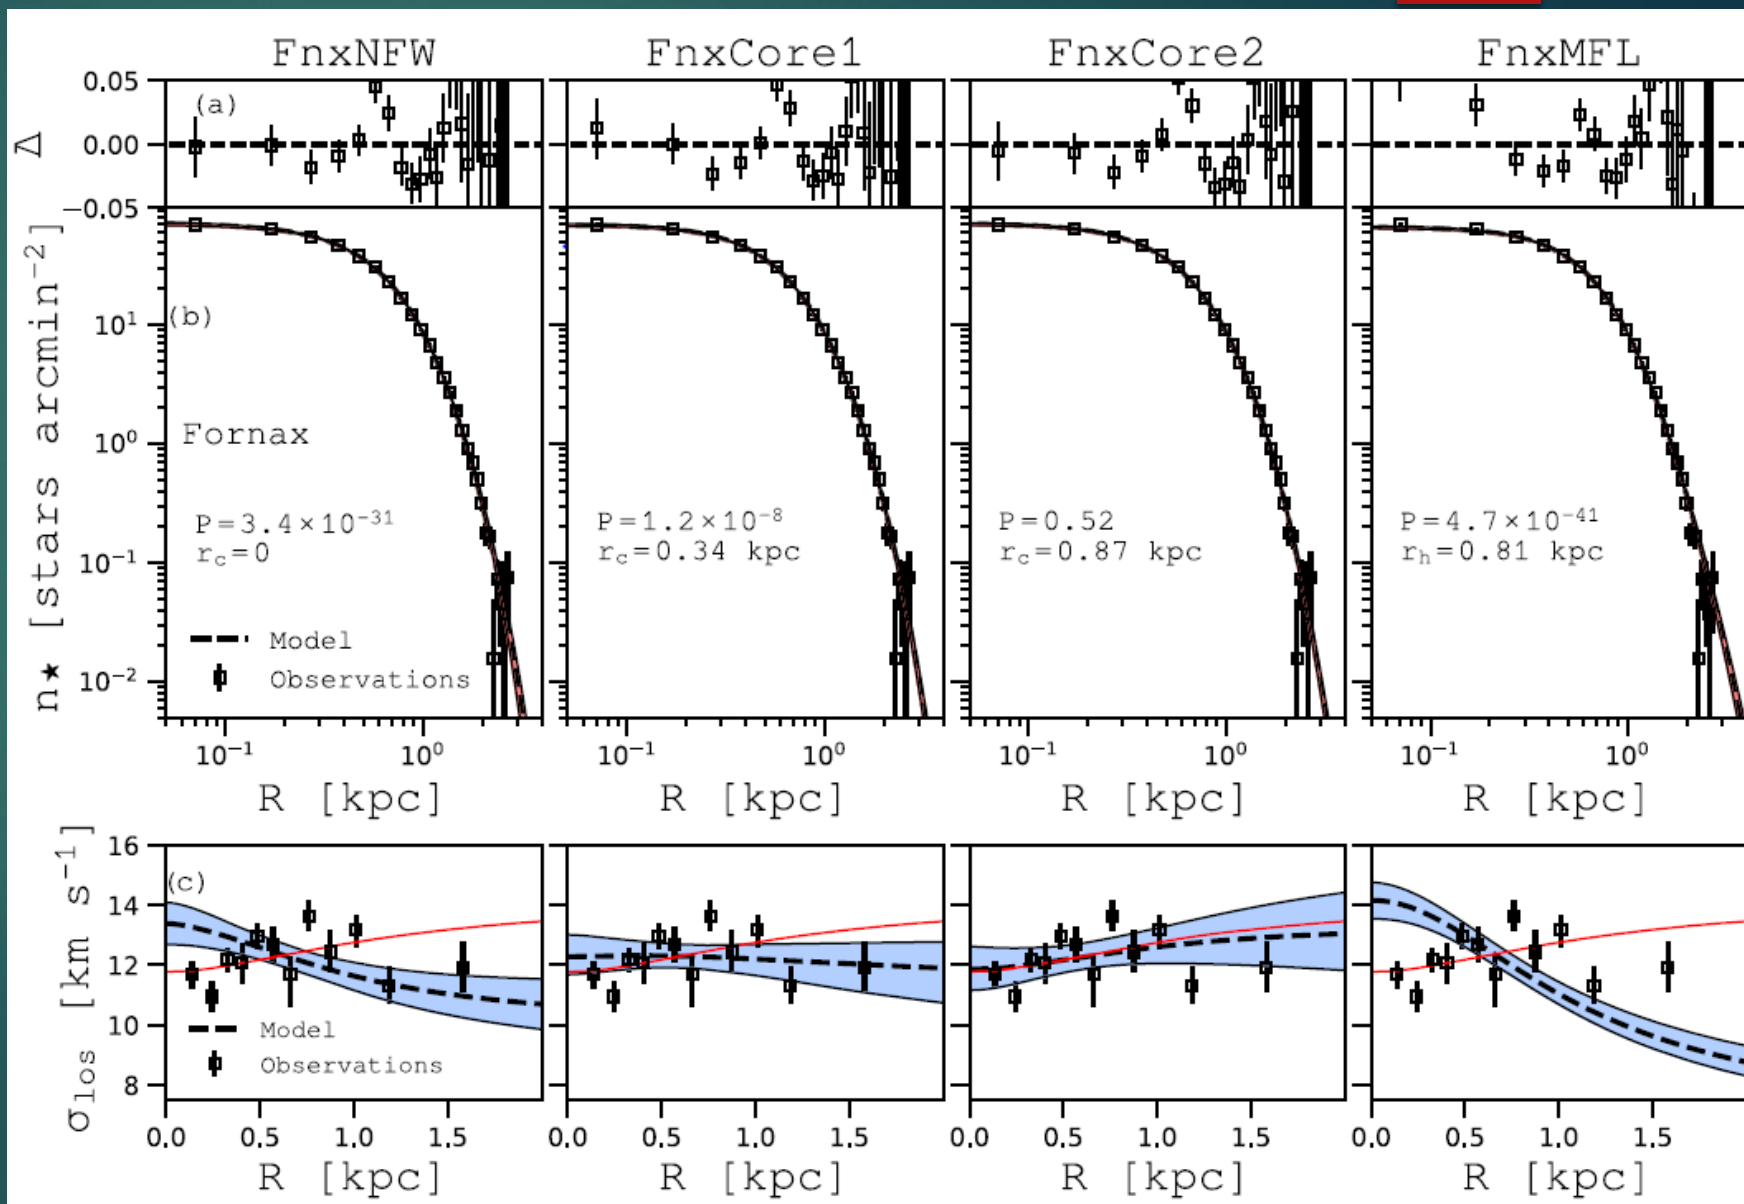 FnxNFW FnxCore1 FnxCore2 FnxMFL
Δ
0.05
0.00
−0.05
(a)
n★ [stars arcmin⁻²]
10¹
10⁰
10⁻¹
10⁻²
(b)
Fornax
P=3.4×10⁻³¹
r_c=0
P=1.2×10⁻⁸
r_c=0.34 kpc
P=0.52
r_c=0.87 kpc
P=4.7×10⁻⁴¹
r_h=0.81 kpc
Model
Observations
10⁻¹ 10⁰ 10⁻¹ 10⁰ 10⁻¹ 10⁰ 10⁻¹ 10⁰
R [kpc] R [kpc] R [kpc] R [kpc]
σ_los [km s⁻¹]
16
14
12
10
8
(c)
Model
Observations
0.0 0.5 1.0 1.5 0.0 0.5 1.0 1.5 0.0 0.5 1.0 1.5 0.0 0.5 1.0 1.5
R [kpc] R [kpc] R [kpc] R [kpc]